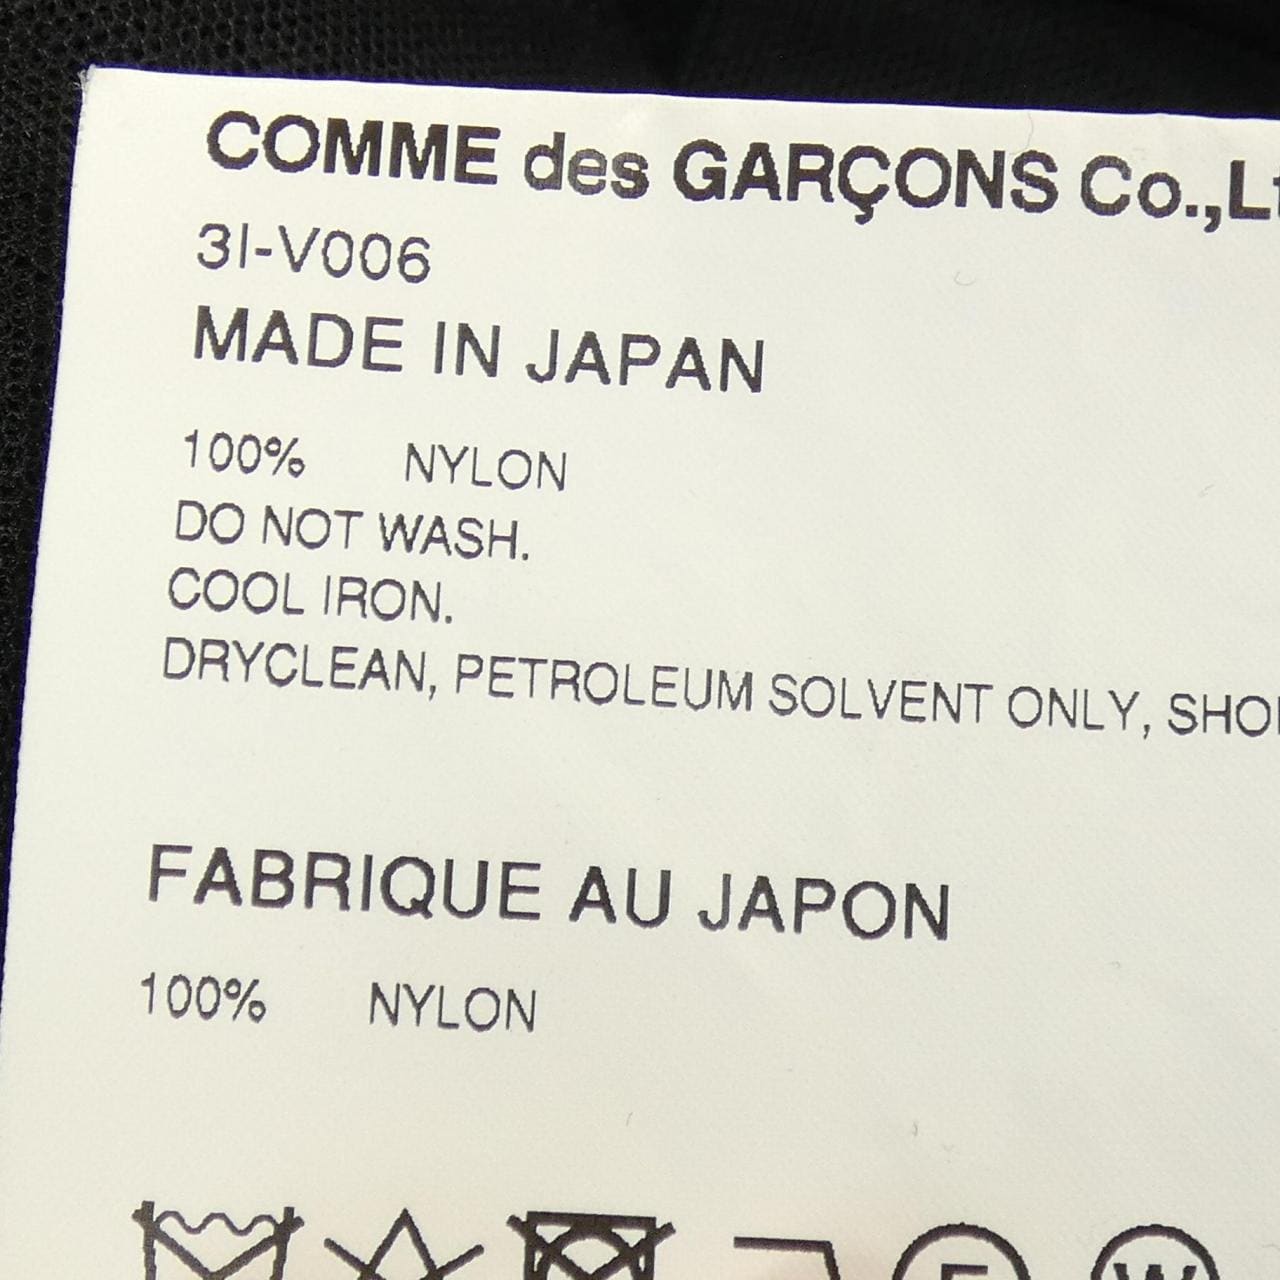 COMME des GARÇONS Co.,Lt
3I-V006
MADE IN JAPAN
100% NYLON
DO NOT WASH.
COOL IRON.
DRYCLEAN, PETROLEUM SOLVENT ONLY,
FABRIQUE AU JAPON
100% NYLON
F W